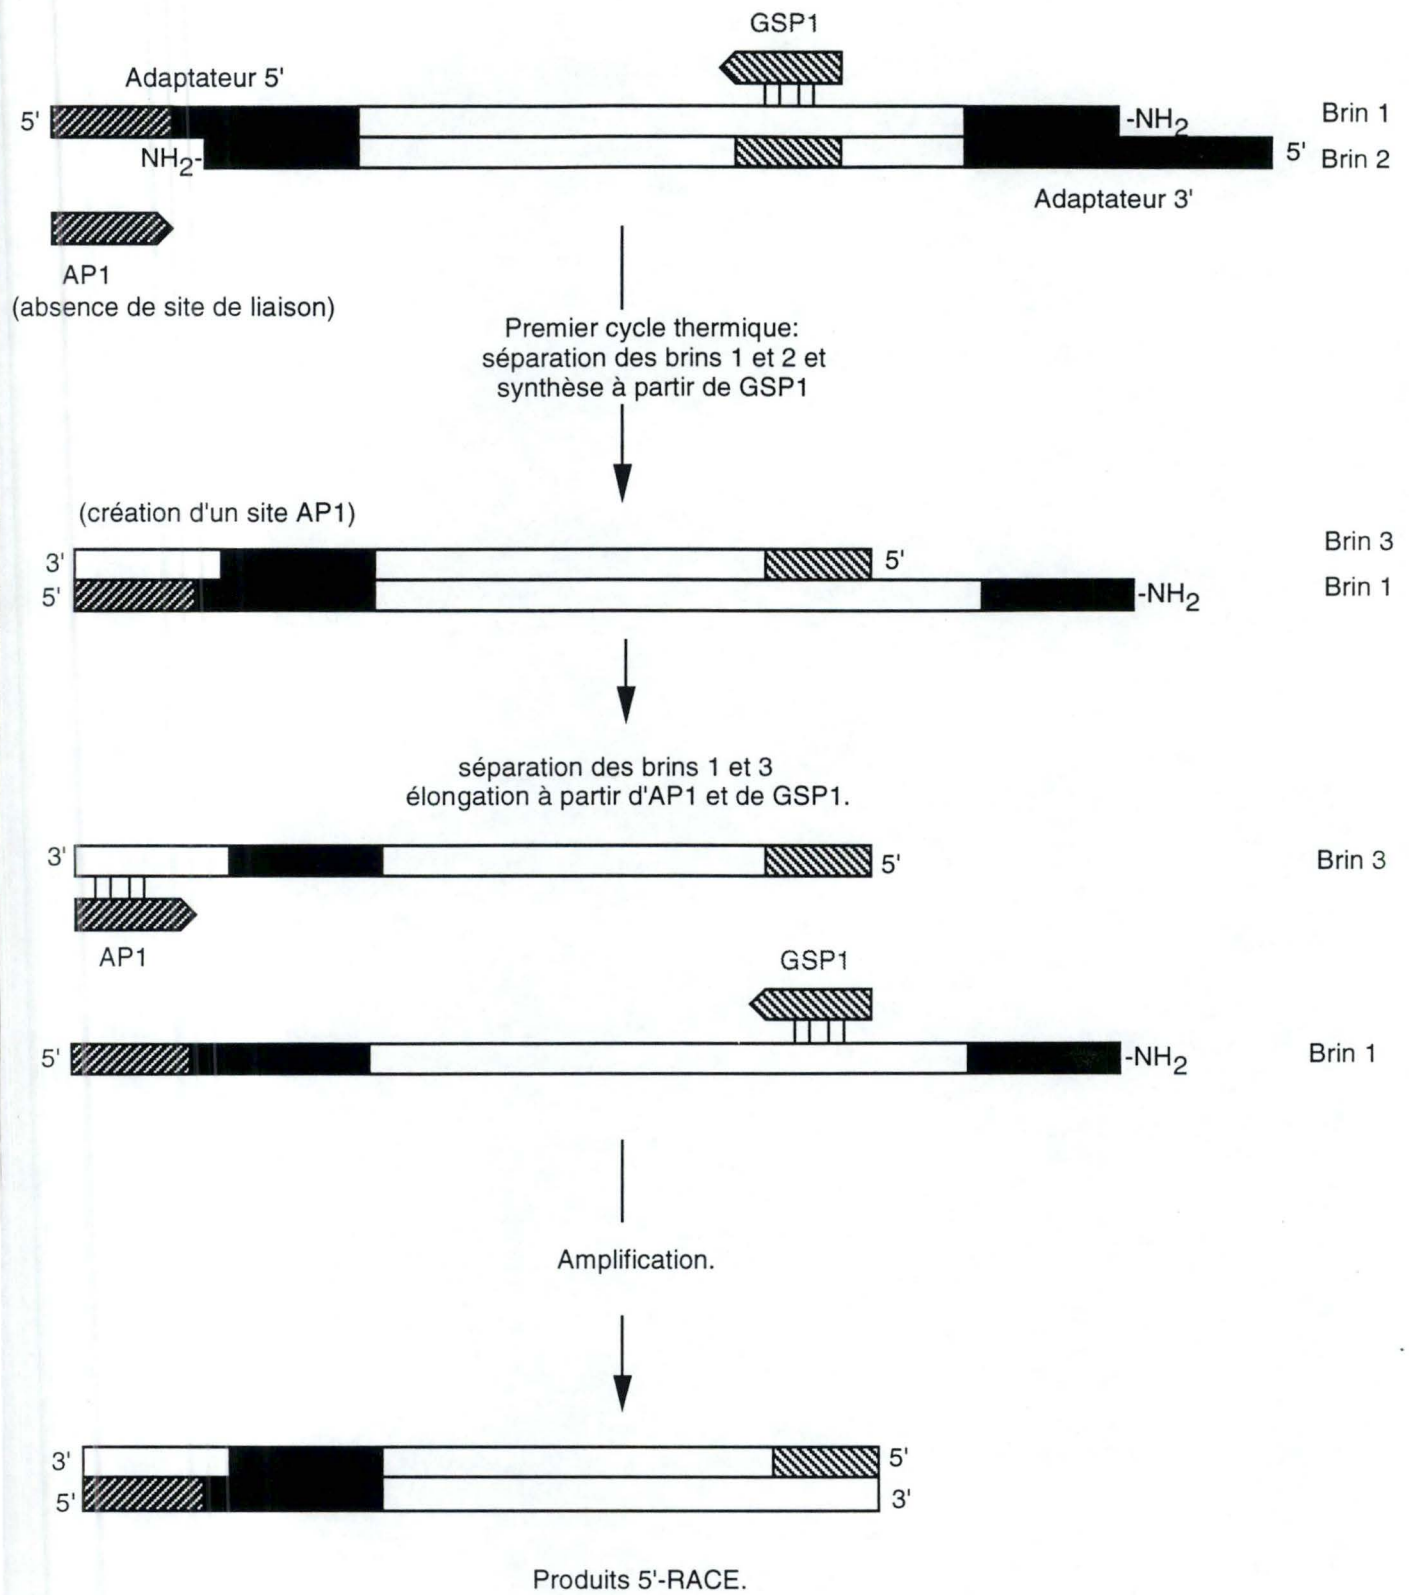 GSP1
Adaptateur 5'
5'
-NH2
Brin 1
NH2-
5'
Brin 2
Adaptateur 3'
AP1
(absence de site de liaison)
Premier cycle thermique:
séparation des brins 1 et 2 et
synthèse à partir de GSP1
(création d'un site AP1)
3'
5'
Brin 3
5'
-NH2
Brin 1
séparation des brins 1 et 3
élongation à partir d'AP1 et de GSP1.
3'
5'
Brin 3
AP1
GSP1
5'
-NH2
Brin 1
Amplification.
3'
5'
5'
3'
Produits 5'-RACE.